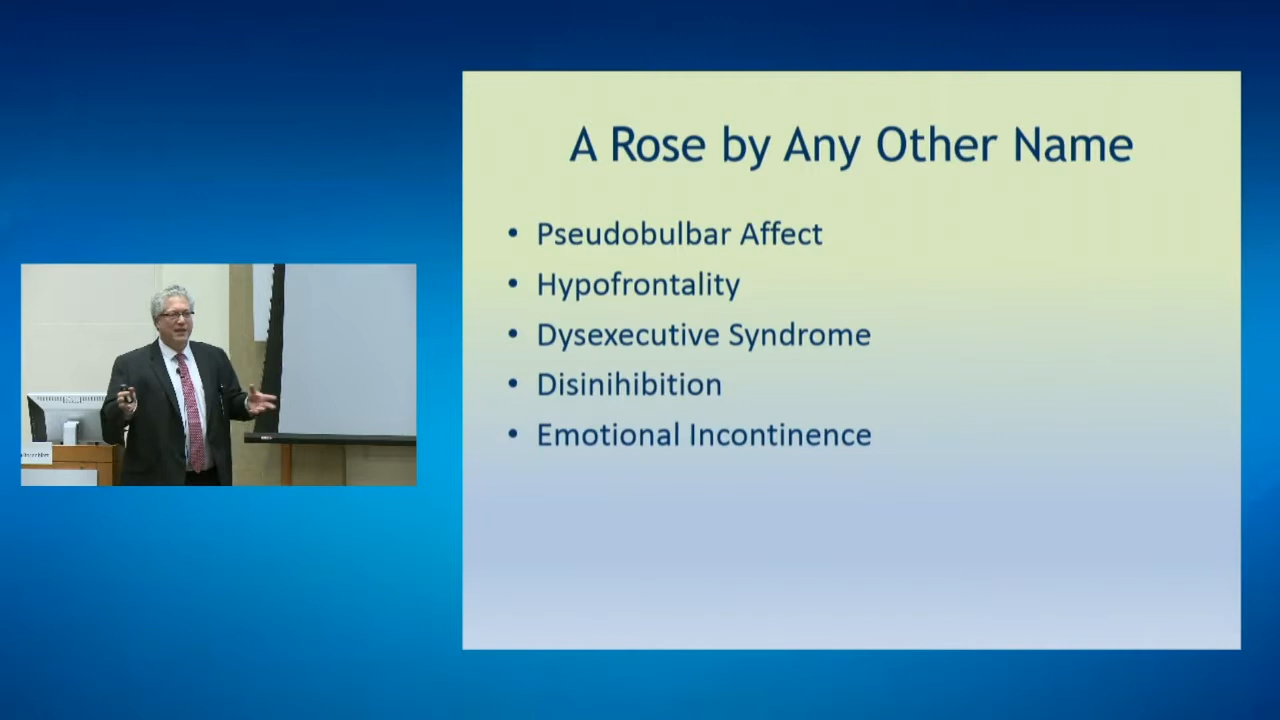 A Rose by Any Other Name
• Pseudobulbar Affect
• Hypofrontality
• Dysexecutive Syndrome
• Disinihibition
• Emotional Incontinence